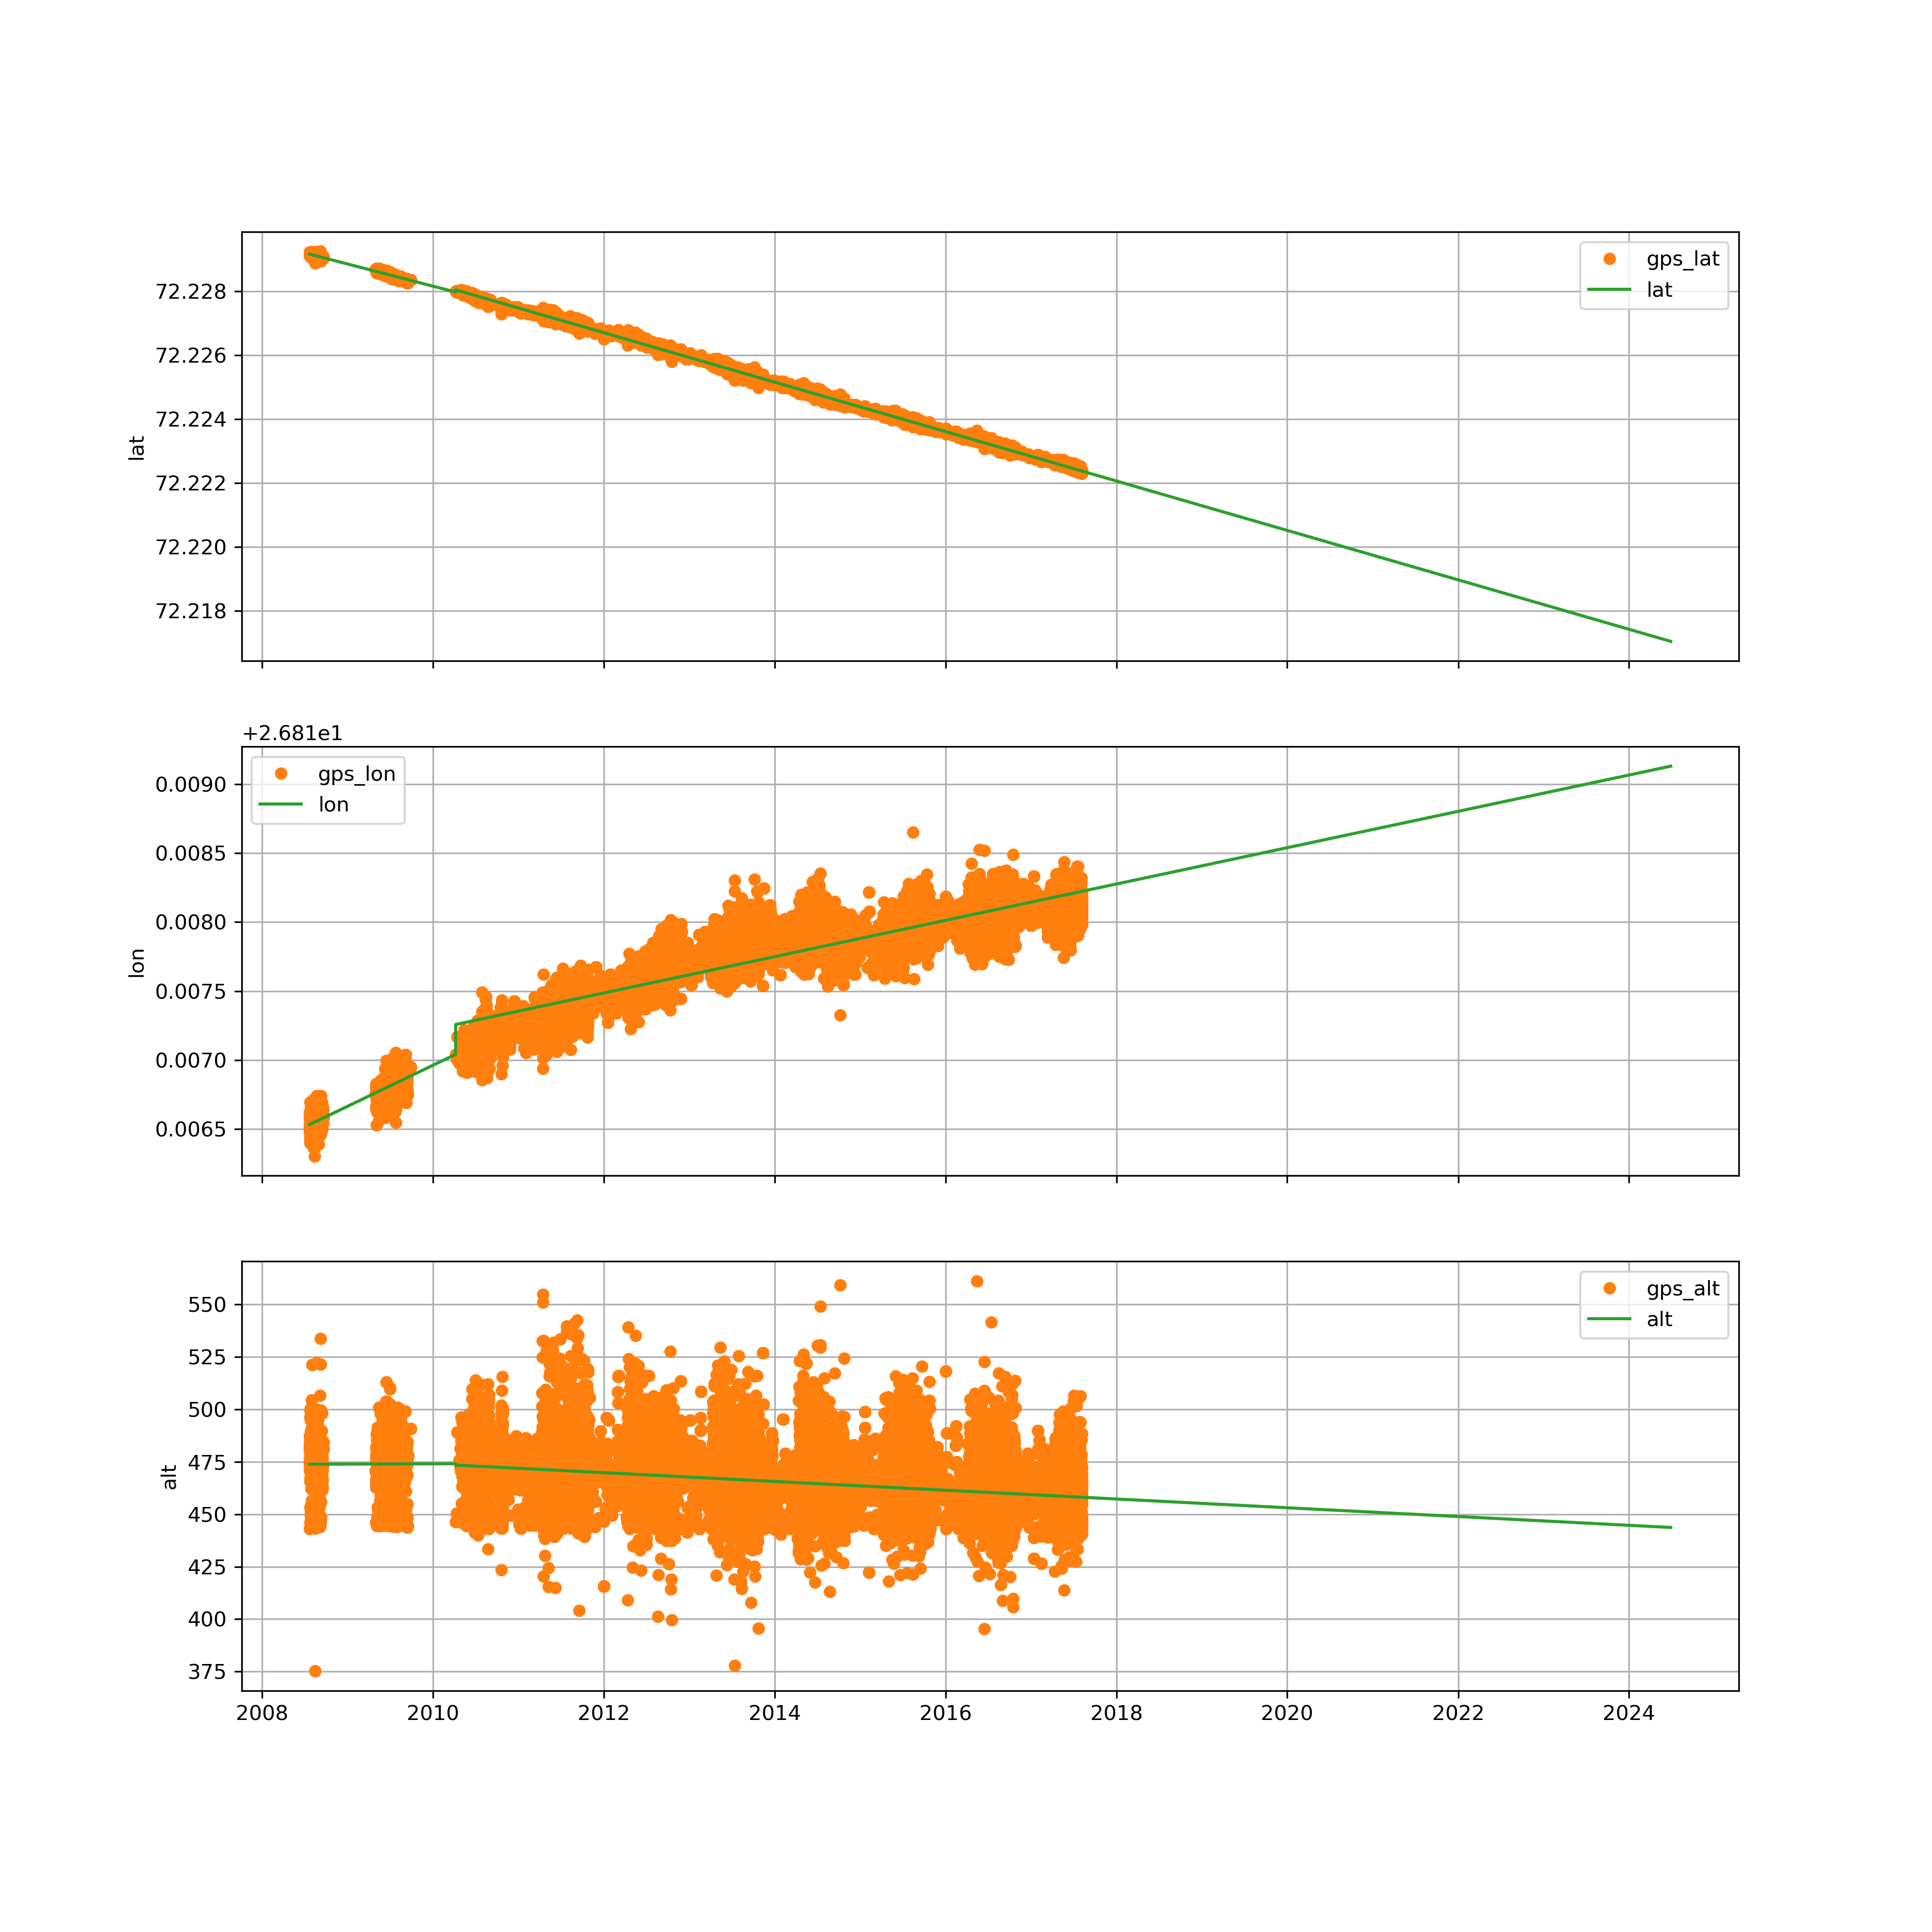 gps_lat
lat
72.228
72.226
72.224
72.222
72.220
72.218
lat
+2.681e1
gps_lon
lon
0.0090
0.0085
0.0080
0.0075
0.0070
0.0065
lon
gps_alt
alt
550
525
500
475
450
425
400
375
alt
2008 2010 2012 2014 2016 2018 2020 2022 2024